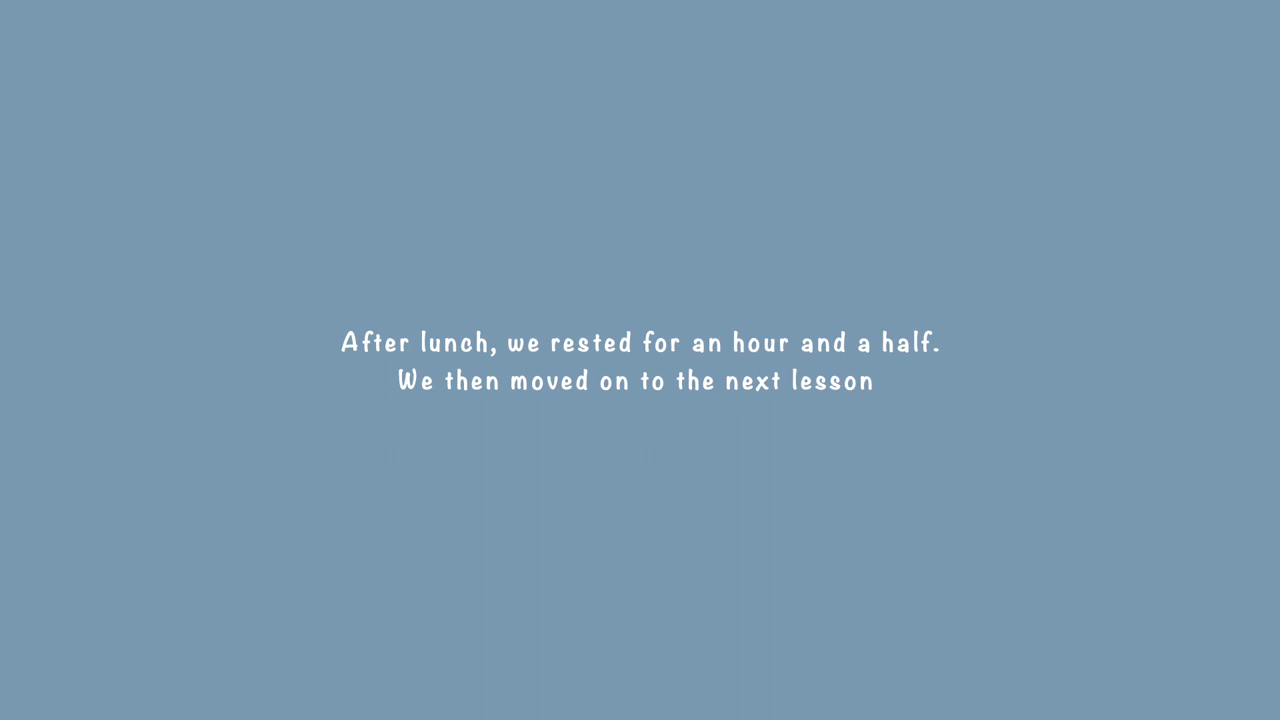 After lunch, we rested for an hour and a half.
We then moved on to the next lesson